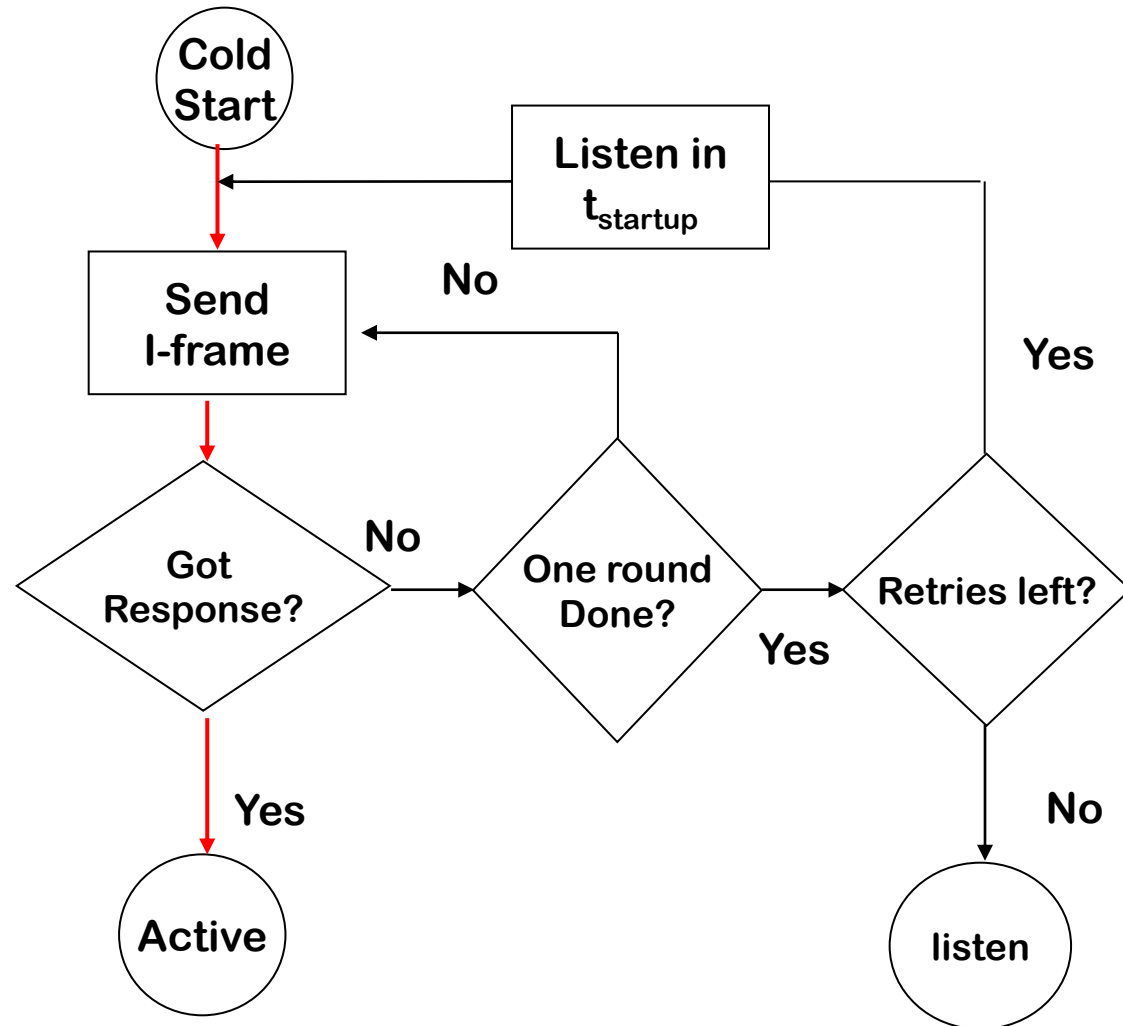 Cold
Start
Listen in
t_startup
No
Send
I-frame
Yes
No
Got
Response?
One round
Done?
Retries left?
Yes
Yes
No
Active
listen